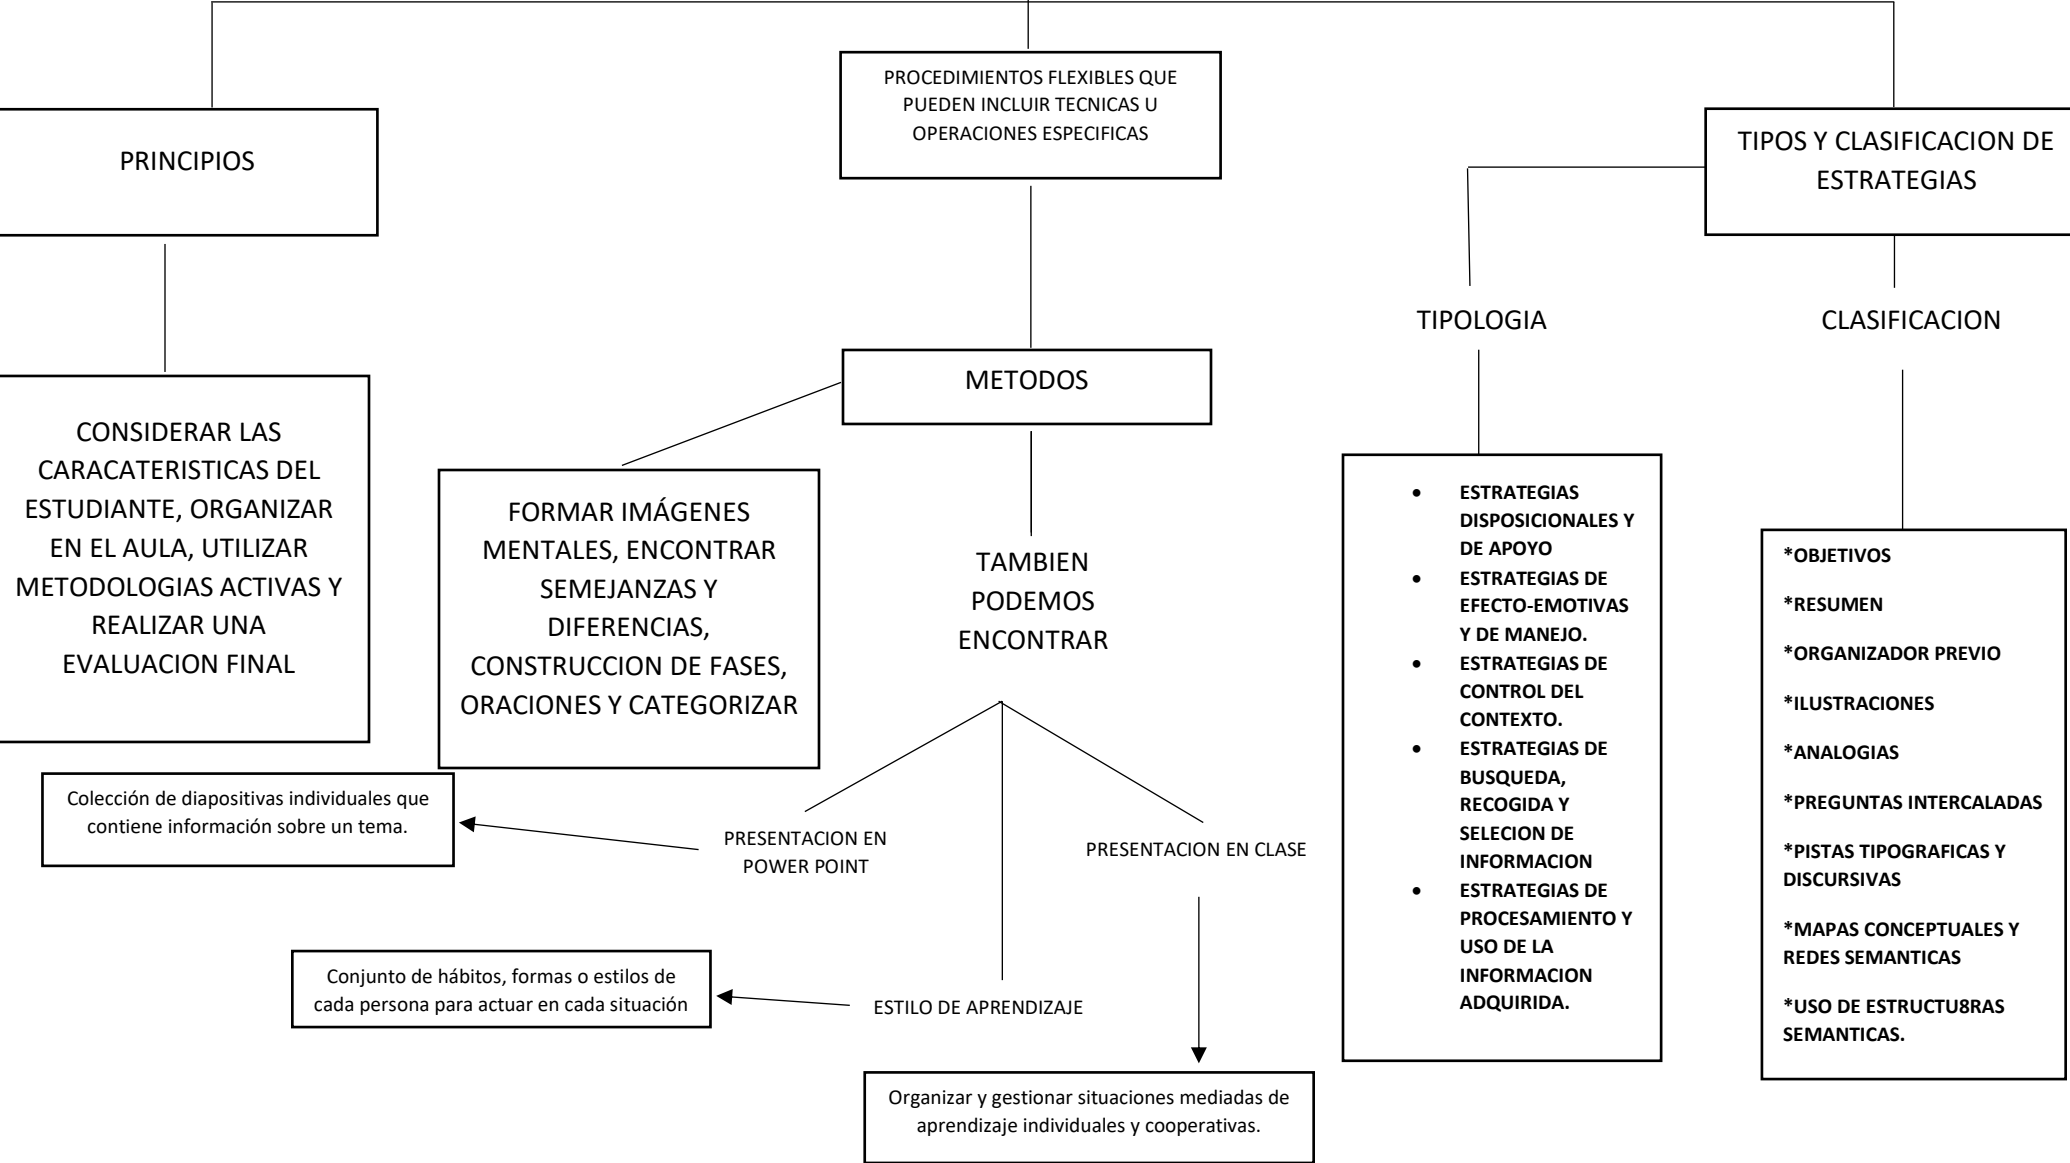 PROCEDIMIENTOS FLEXIBLES QUE
PUEDEN INCLUIR TECNICAS U
OPERACIONES ESPECIFICAS
PRINCIPIOS
TIPOS Y CLASIFICACION DE
ESTRATEGIAS
TIPOLOGIA
CLASIFICACION
METODOS
CONSIDERAR LAS
CARACATERISTICAS DEL
ESTUDIANTE, ORGANIZAR
EN EL AULA, UTILIZAR
METODOLOGIAS ACTIVAS Y
REALIZAR UNA
EVALUACION FINAL
FORMAR IMÁGENES
MENTALES, ENCONTRAR
SEMEJANZAS Y
DIFERENCIAS,
CONSTRUCCION DE FASES,
ORACIONES Y CATEGORIZAR
TAMBIEN
PODEMOS
ENCONTRAR
• ESTRATEGIAS
DISPOSICIONALES Y
DE APOYO
• ESTRATEGIAS DE
EFECTO-EMOTIVAS
Y DE MANEJO.
• ESTRATEGIAS DE
CONTROL DEL
CONTEXTO.
• ESTRATEGIAS DE
BUSQUEDA,
RECOGIDA Y
SELECION DE
INFORMACION
• ESTRATEGIAS DE
PROCESAMIENTO Y
USO DE LA
INFORMACION
ADQUIRIDA.
*OBJETIVOS
*RESUMEN
*ORGANIZADOR PREVIO
*ILUSTRACIONES
*ANALOGIAS
*PREGUNTAS INTERCALADAS
*PISTAS TIPOGRAFICAS Y
DISCURSIVAS
*MAPAS CONCEPTUALES Y
REDES SEMANTICAS
*USO DE ESTRUCTU8RAS
SEMANTICAS.
Colección de diapositivas individuales que
contiene información sobre un tema.
PRESENTACION EN
POWER POINT
PRESENTACION EN CLASE
Conjunto de hábitos, formas o estilos de
cada persona para actuar en cada situación
ESTILO DE APRENDIZAJE
Organizar y gestionar situaciones mediadas de
aprendizaje individuales y cooperativas.